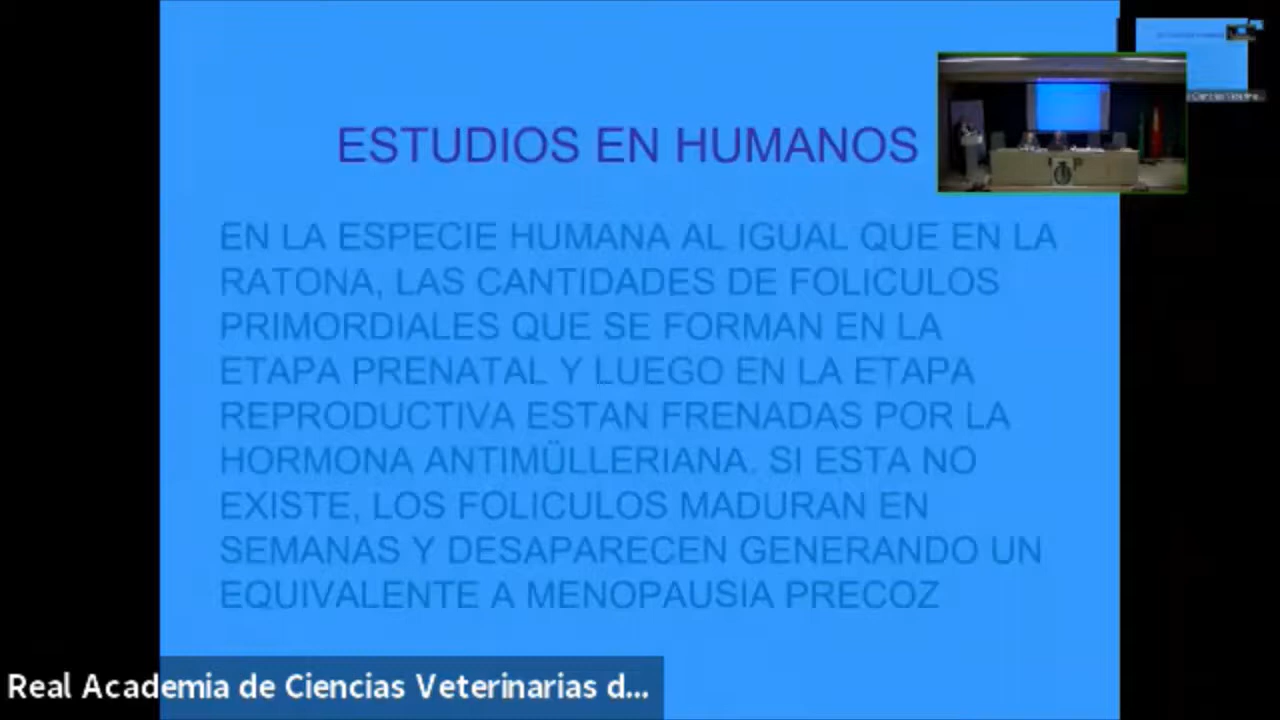 ESTUDIOS EN HUMANOS
EN LA ESPECIE HUMANA AL IGUAL QUE EN LA
RATONA, LAS CANTIDADES DE FOLICULOS
PRIMORDIALES QUE SE FORMAN EN LA
ETAPA PRENATAL Y LUEGO EN LA ETAPA
REPRODUCTIVA ESTAN FRENADAS POR LA
HORMONA ANTIMÜLLERIANA. SI ESTA NO
EXISTE, LOS FOLICULOS MADURAN EN
SEMANAS Y DESAPARECEN GENERANDO UN
EQUIVALENTE A MENOPAUSIA PRECOZ
Real Academia de Ciencias Veterinarias d...